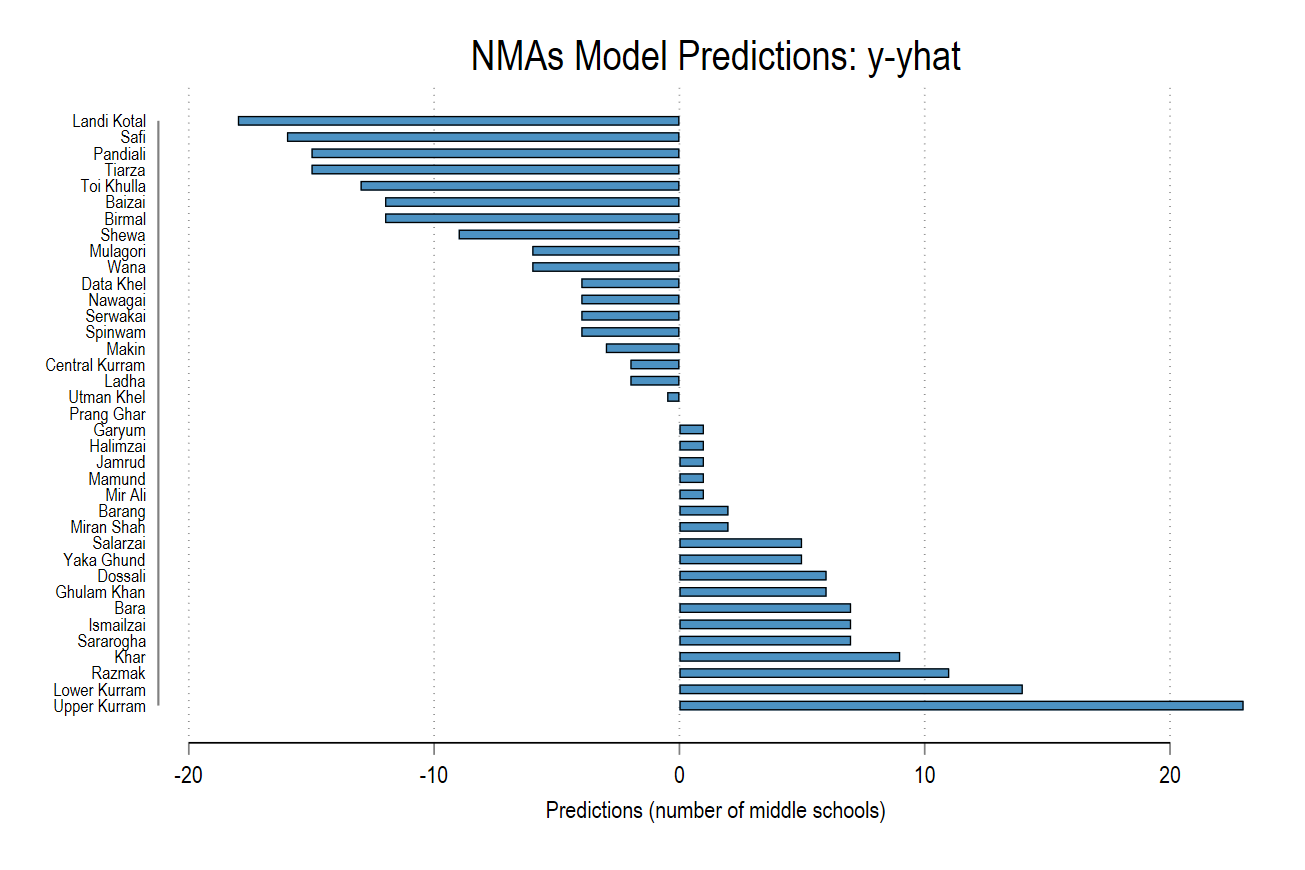 NMAs Model Predictions: y-yhat
Landi Kotal
Safi
Pandiali
Tiarza
Toi Khulla
Baizai
Birmal
Shewa
Mulagori
Wana
Data Khel
Nawagai
Serwakai
Spinwam
Makin
Central Kurram
Ladha
Utman Khel
Prang Ghar
Garyum
Halimzai
Jamrud
Mamund
Mir Ali
Barang
Miran Shah
Salarzai
Yaka Ghund
Dossali
Ghulam Khan
Bara
Ismailzai
Sararogha
Khar
Razmak
Lower Kurram
Upper Kurram
-20 -10 0 10 20
Predictions (number of middle schools)